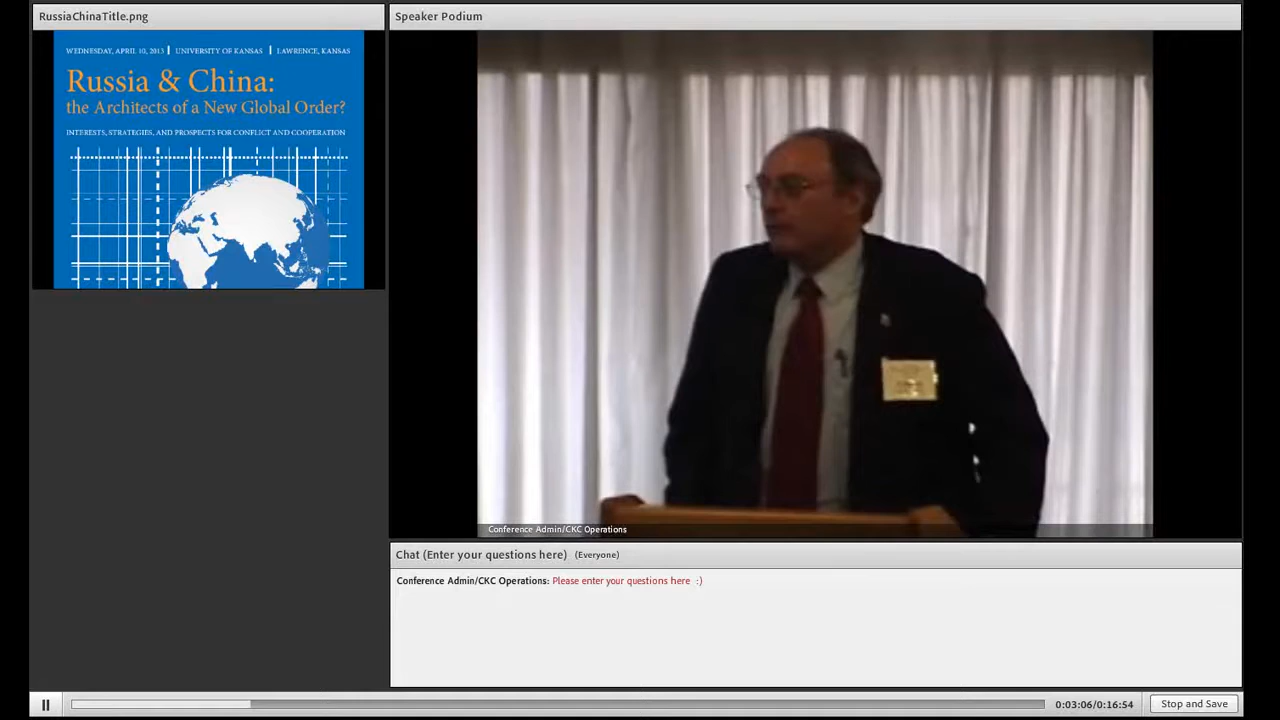 RussiaChinaTitle.png
WEDNESDAY, APRIL 10, 2013 | UNIVERSITY OF KANSAS | LAWRENCE, KANSAS
Russia & China:
the Architects of a New Global Order?
INTERESTS, STRATEGIES, AND PROSPECTS FOR CONFLICT AND COOPERATION
Speaker Podium
Conference Admin/CKC Operations
Chat (Enter your questions here) (Everyone)
Conference Admin/CKC Operations: Please enter your questions here :)
0:03:06/0:16:54
Stop and Save